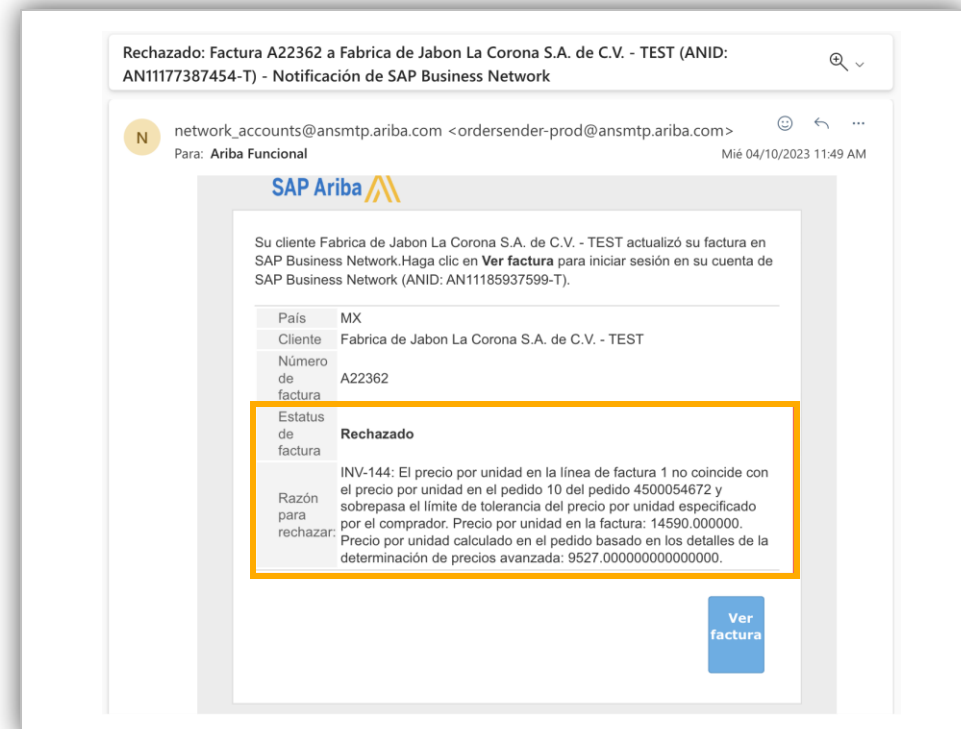 Rechazado: Factura A22362 a Fabrica de Jabon La Corona S.A. de C.V. - TEST (ANID:
AN11177387454-T) - Notificación de SAP Business Network
N
network_accounts@ansmtp.ariba.com <ordersender-prod@ansmtp.ariba.com>
Para: Ariba Funcional
Mié 04/10/2023 11:49 AM
SAP Ariba
Su cliente Fabrica de Jabon La Corona S.A. de C.V. - TEST actualizó su factura en
SAP Business Network.Haga clic en Ver factura para iniciar sesión en su cuenta de
SAP Business Network (ANID: AN11185937599-T).
País MX
Cliente Fabrica de Jabon La Corona S.A. de C.V. - TEST
Número
de
factura
A22362
Estatus
de
factura
Rechazado
Razón
para
rechazar:
INV-144: El precio por unidad en la línea de factura 1 no coincide con
el precio por unidad en el pedido 10 del pedido 4500054672 y
sobrepasa el límite de tolerancia del precio por unidad especificado
por el comprador. Precio por unidad en la factura: 14590.000000.
Precio por unidad calculado en el pedido basado en los detalles de la
determinación de precios avanzada: 9527.000000000000000.
Ver
factura